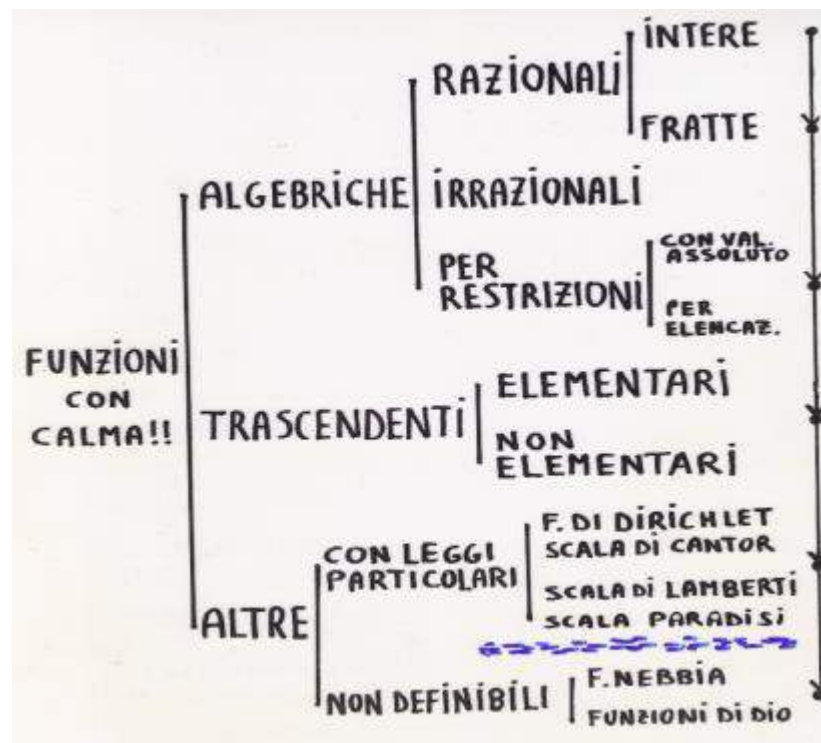 FUNZiONi
CON
CALMA!!
ALGEBRiCHE
RAZiONALi
iNTERE
FRATTE
iRRAZiONALi
PER
RESTRIZIONi
CON VAL.
ASSOLUTO
PER
ELENCAZ.
TRASCENDENTi
ELEMENTARi
NON
ELEMENTARi
ALTRE
CON LEGGi
PARTICOLARi
F. Di DiRiCHLET
SCALA Di CANTOR
SCALA Di LAMBERTi
SCALA PARADiSi
NON DEFiNiBiLi
F. NEBBiA
FUNZiONi Di DiO